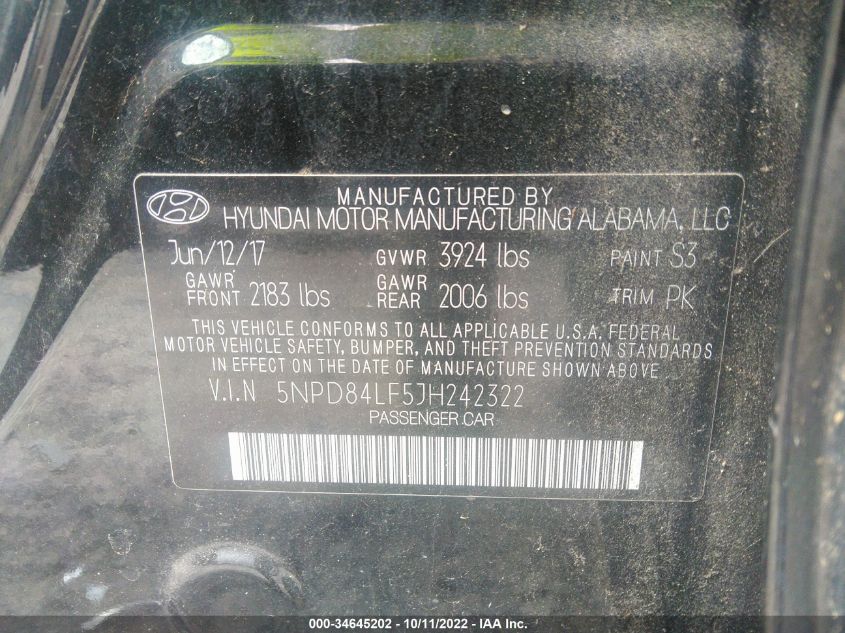 MANUFACTURED BY
HYUNDAI MOTOR MANUFACTURING ALABAMA, LLC
Jun/12/17 GVWR 3924 lbs PAINT S3
GAWR FRONT 2183 lbs GAWR REAR 2006 lbs TRIM PK
THIS VEHICLE CONFORMS TO ALL APPLICABLE U.S.A. FEDERAL
MOTOR VEHICLE SAFETY, BUMPER, AND THEFT PREVENTION STANDARDS
IN EFFECT ON THE DATE OF MANUFACTURE SHOWN ABOVE.
V.I.N 5NPD84LF5JH242322
PASSENGER CAR
000-34645202 - 10/11/2022 - IAA Inc.